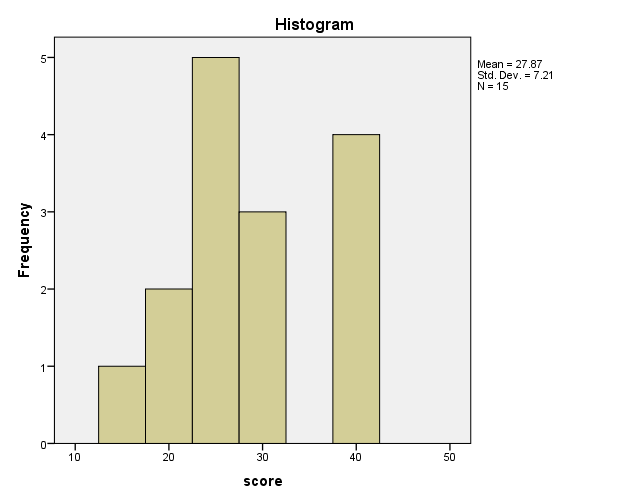 Histogram
Mean = 27.87
Std. Dev. = 7.21
N = 15
5
4
3
2
1
0
Frequency
10 20 30 40 50
score